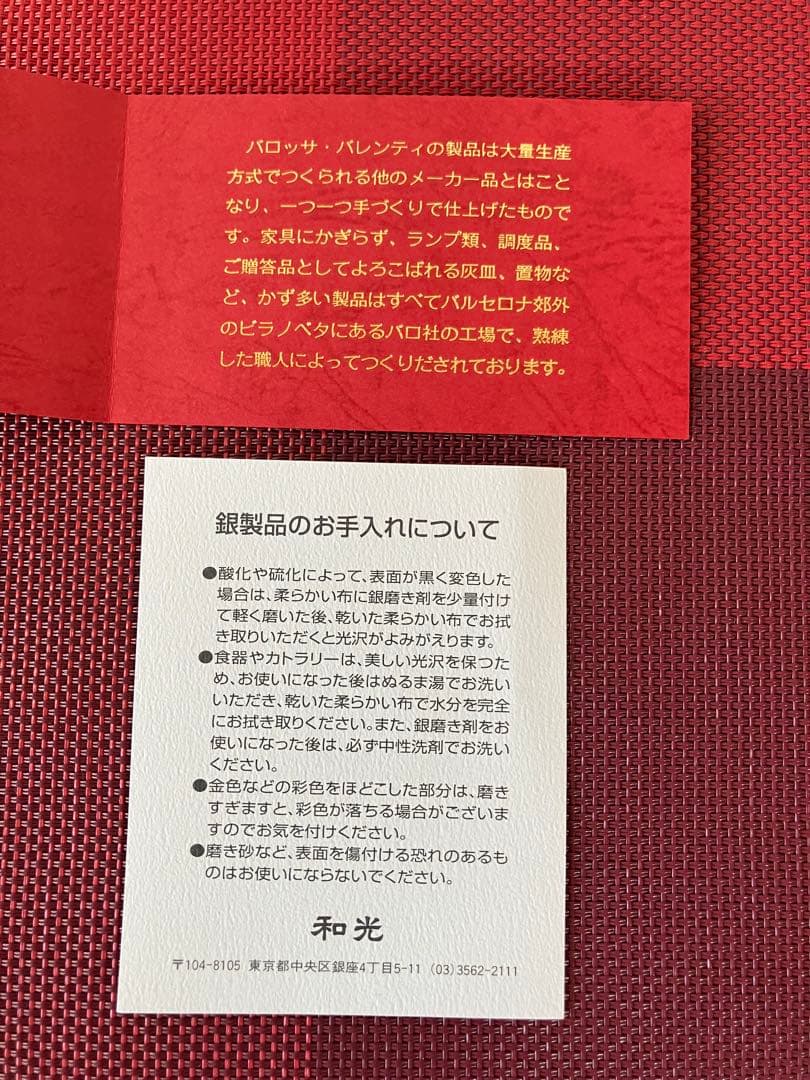 バロッサ・バレンティの製品は大量生産
方式でつくられる他のメーカー品とはこと
なり、一つ一つ手づくりで仕上げたもので
す。家具にかぎらず、ランプ類、調度品、
ご贈答品としてよろこばれる灰皿、置物な
ど、かず多い製品はすべてバルセロナ郊外
のビラノベタにあるバロ社の工場で、熟練
した職人によってつくりだされております。
銀製品のお手入れについて
●酸化や硫化によって、表面が黒く変色した
場合は、柔らかい布に銀磨き剤を少量付け
て軽く磨いた後、乾いた柔らかい布でお拭
き取りいただくと光沢がよみがえります。
●食器やカトラリーは、美しい光沢を保つた
め、お使いになった後はぬるま湯でお洗い
いただき、乾いた柔らかい布で水分を完全
にお拭き取りください。また、銀磨き剤をお
使いになった後は、必ず中性洗剤でお洗い
ください。
●金色などの彩色をほどこした部分は、磨き
すぎますと、彩色が落ちる場合がございま
すのでお気を付けください。
●磨き砂など、表面を傷付ける恐れのあるも
のはお使いにならないでください。
和光
〒104-8105 東京都中央区銀座4丁目5-11 (03)3562-2111